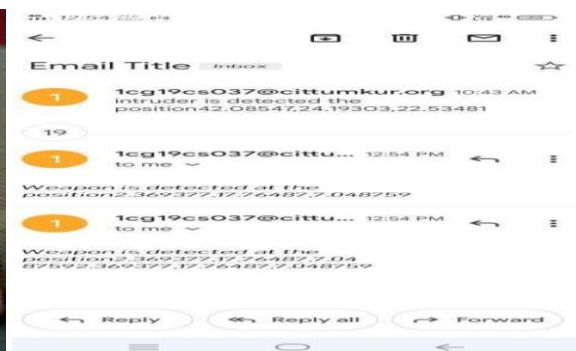 12:54
Email Title Inbox
1
1cg19cs037@cittumkur.org 10:43 AM
intruder is detected the
position42.08547,24.19303,22.53481
19
1
1cg19cs037@cittu... 12:54 PM
to me
Weapon is detected at the
position2.369377,17.76487,7.048759
1
1cg19cs037@cittu... 12:54 PM
to me
Weapon is detected at the
position2.369377,17.76487,7.04
87592.369377,17.76487,7.048759
Reply
Reply all
Forward